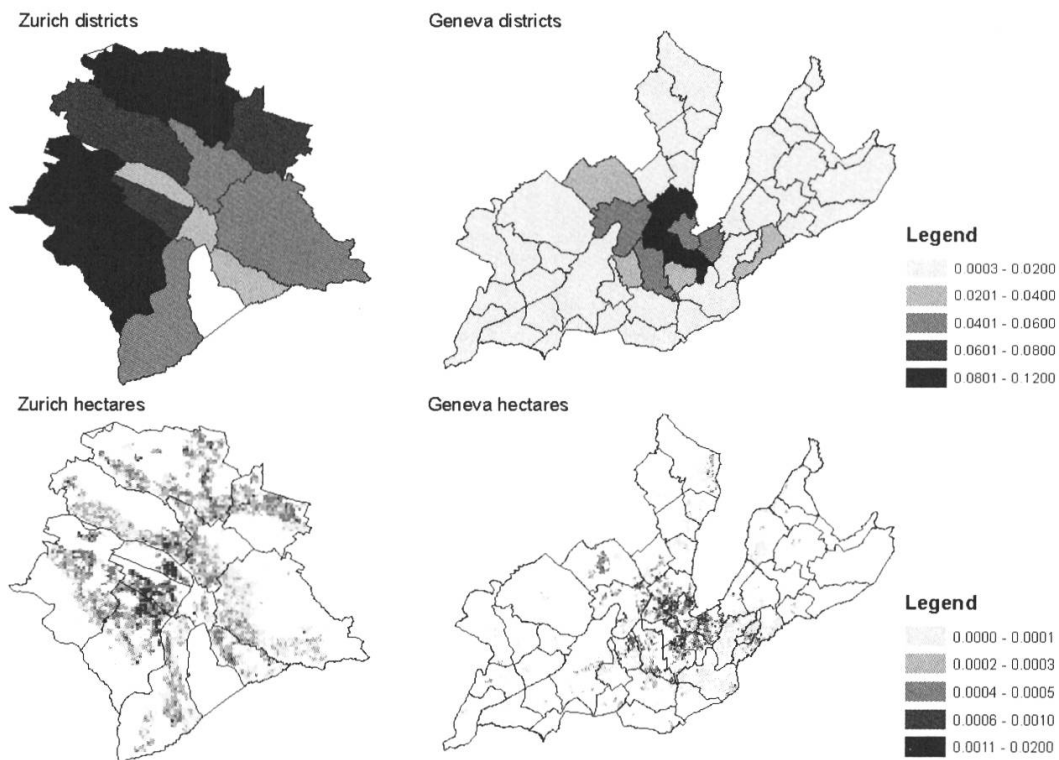 Zurich districts
Geneva districts
Legend
0.0003 - 0.0200
0.0201 - 0.0400
0.0401 - 0.0600
0.0601 - 0.0800
0.0801 - 0.1200
Zurich hectares
Geneva hectares
Legend
0.0000 - 0.0001
0.0002 - 0.0003
0.0004 - 0.0005
0.0006 - 0.0010
0.0011 - 0.0200